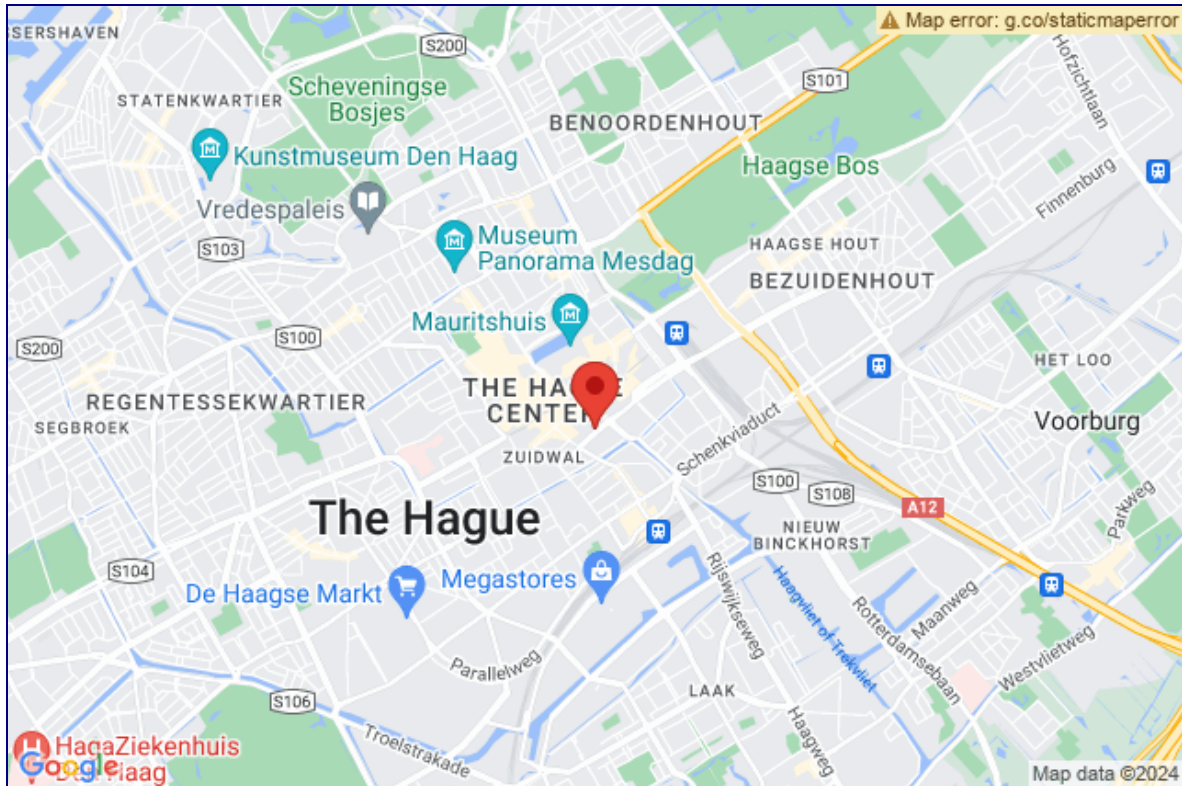 SSERSHAVEN
⚠ Map error: g.co/staticmaperror
S200
Hofzichtlaan
STATENKWARTIER
Scheveningse
Bosjes
S101
BENOORDENHOUT
Kunstmuseum Den Haag
Haagse Bos
Finnenburg
Vredespaleis
S103
Museum
Panorama Mesdag
HAAGSE HOUT
BEZUIDENHOUT
Mauritshuis
S100
S200
HET LOO
THE HAGUE
CENTER
REGENTESSEKWARTIER
SEGBROEK
Voorburg
ZUIDWAL
Schenkviaduct
S100
S108
A12
Parkweg
The Hague
NIEUW
BINCKHORST
S104
De Haagse Markt
Megastores
Rijswijkseweg
Haagvliet of Trekvliet
Rotterdamsebaan
Maanweg
Westvlietweg
Parallelweg
LAAK
S106
Troelstrakade
Haagweg
HagaZiekenhuis
Haag
Google
Map data ©2024